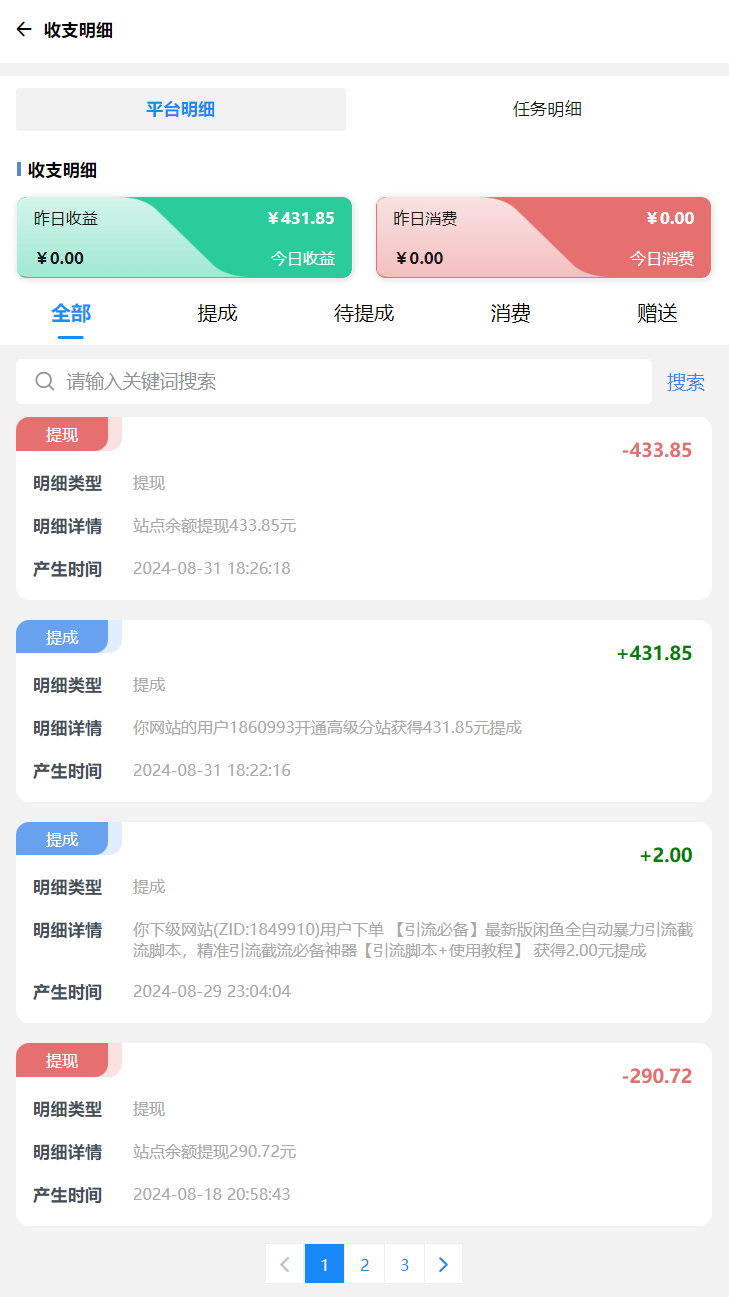 收支明细
平台明细
任务明细
收支明细
昨日收益
¥431.85
¥0.00
今日收益
昨日消费
¥0.00
¥0.00
今日消费
全部
提成
待提成
消费
赠送
请输入关键词搜索
搜索
提现
-433.85
明细类型
提现
明细详情
站点余额提现433.85元
产生时间
2024-08-31 18:26:18
提成
+431.85
明细类型
提成
明细详情
你网站的用户1860993开通高级分站获得431.85元提成
产生时间
2024-08-31 18:22:16
提成
+2.00
明细类型
提成
明细详情
你下级网站(ZID:1849910)用户下单 【引流必备】最新版闲鱼全自动暴力引流截
流脚本，精准引流截流必备神器【引流脚本+使用教程】 获得2.00元提成
产生时间
2024-08-29 23:04:04
提现
-290.72
明细类型
提现
明细详情
站点余额提现290.72元
产生时间
2024-08-18 20:58:43
1
2
3